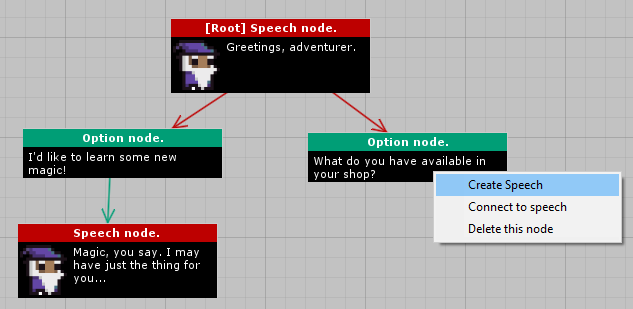 [Root] Speech node.
Greetings, adventurer.
Option node.
I'd like to learn some new
magic!
Option node.
What do you have available in
your shop?
Create Speech
Connect to speech
Delete this node
Speech node.
Magic, you say. I may
have just the thing for
you...